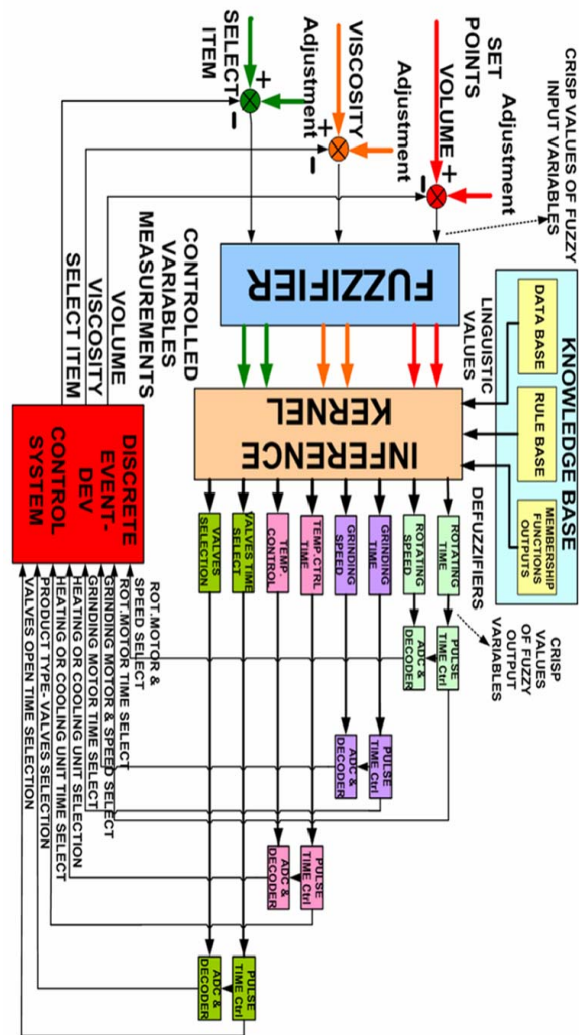 KNOWLEDGE BASE
DATA BASE
RULE BASE
MEMBERSHIP
FUNCTIONS
OUTPUTS
CRISP VALUES OF FUZZY
INPUT VARIABLES
LINGUISTIC
VALUES
DEFUZZIFIERS
CRISP
VALUES
OF FUZZY
OUTPUT
VARIABLES
SET
POINTS
Adjustment
VOLUME
+
-
Adjustment
VISCOSITY
+
-
Adjustment
SELECT
ITEM
+
-
FUZZIFIER
INFERENCE
KERNEL
ROTATING
TIME
ROTATING
SPEED
GRINDING
TIME
GRINDING
SPEED
TEMP.CTRL
TIME
TEMP.
CONTROL
VALVES TIME
SELECT
VALVES
SELECTION
PULSE
TIME Ctrl
ADC &
DECODER
PULSE
TIME Ctrl
ADC &
DECODER
PULSE
TIME Ctrl
ADC &
DECODER
PULSE
TIME Ctrl
ADC &
DECODER
CONTROLLED
VARIABLES
MEASUREMENTS
VOLUME
VISCOSITY
SELECT ITEM
DISCRETE
EVENT-
DEV
CONTROL
SYSTEM
ROT.MOTOR &
SPEED SELECT
ROT.MOTOR TIME SELECT
GRINDING MOTOR & SPEED SELECT
GRINDING MOTOR TIME SELECT
HEATING OR COOLING UNIT SELECTION
HEATING OR COOLING UNIT TIME SELECT
PRODUCT TYPE- VALVES SELECTION
VALVES OPEN TIME SELECTION